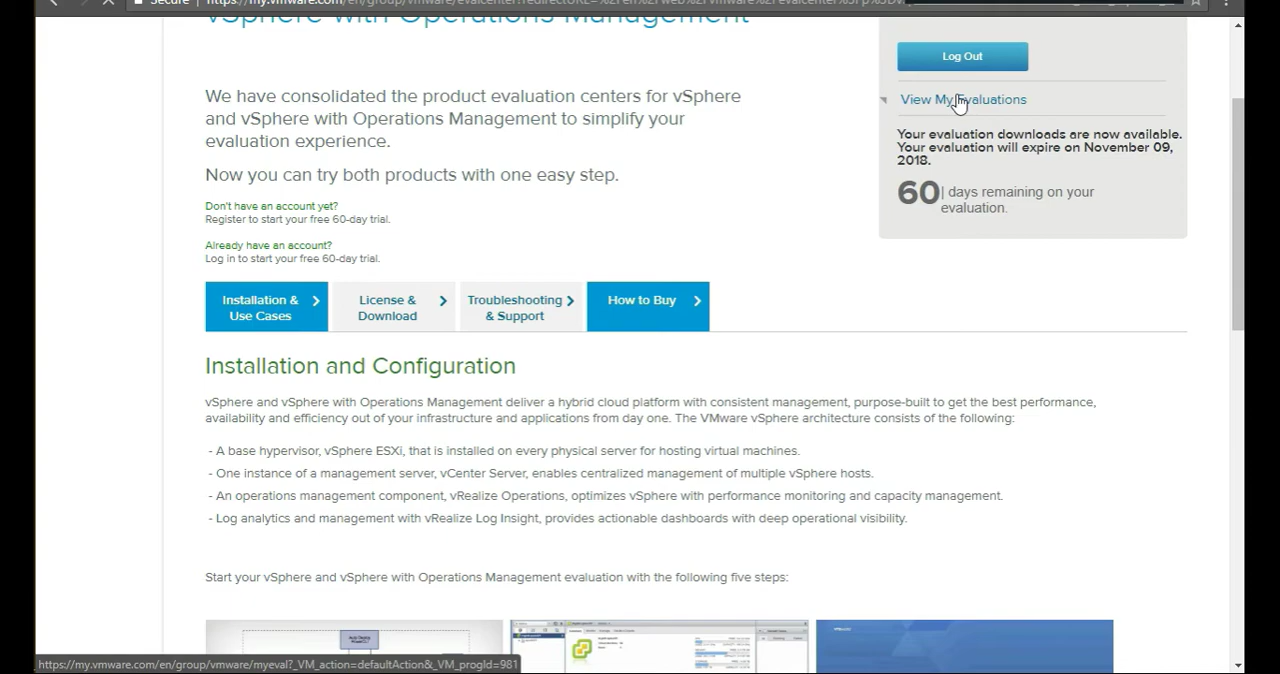 Secure
https://my.vmware.com/en/group/vmware/evalcenter
vSphere with Operations Management
Log Out
View My Evaluations
Your evaluation downloads are now available.
Your evaluation will expire on November 09,
2018.
60 days remaining on your
evaluation.
We have consolidated the product evaluation centers for vSphere
and vSphere with Operations Management to simplify your
evaluation experience.
Now you can try both products with one easy step.
Don't have an account yet?
Register to start your free 60-day trial.
Already have an account?
Log in to start your free 60-day trial.
Installation &
Use Cases
License &
Download
Troubleshooting
& Support
How to Buy
Installation and Configuration
vSphere and vSphere with Operations Management deliver a hybrid cloud platform with consistent management, purpose-built to get the best performance,
availability and efficiency out of your infrastructure and applications from day one. The VMware vSphere architecture consists of the following:
- A base hypervisor, vSphere ESXi, that is installed on every physical server for hosting virtual machines.
- One instance of a management server, vCenter Server, enables centralized management of multiple vSphere hosts.
- An operations management component, vRealize Operations, optimizes vSphere with performance monitoring and capacity management.
- Log analytics and management with vRealize Log Insight, provides actionable dashboards with deep operational visibility.
Start your vSphere and vSphere with Operations Management evaluation with the following five steps:
https://my.vmware.com/en/group/vmware/myeval?_VM_action=defaultAction&_VM_progId=981